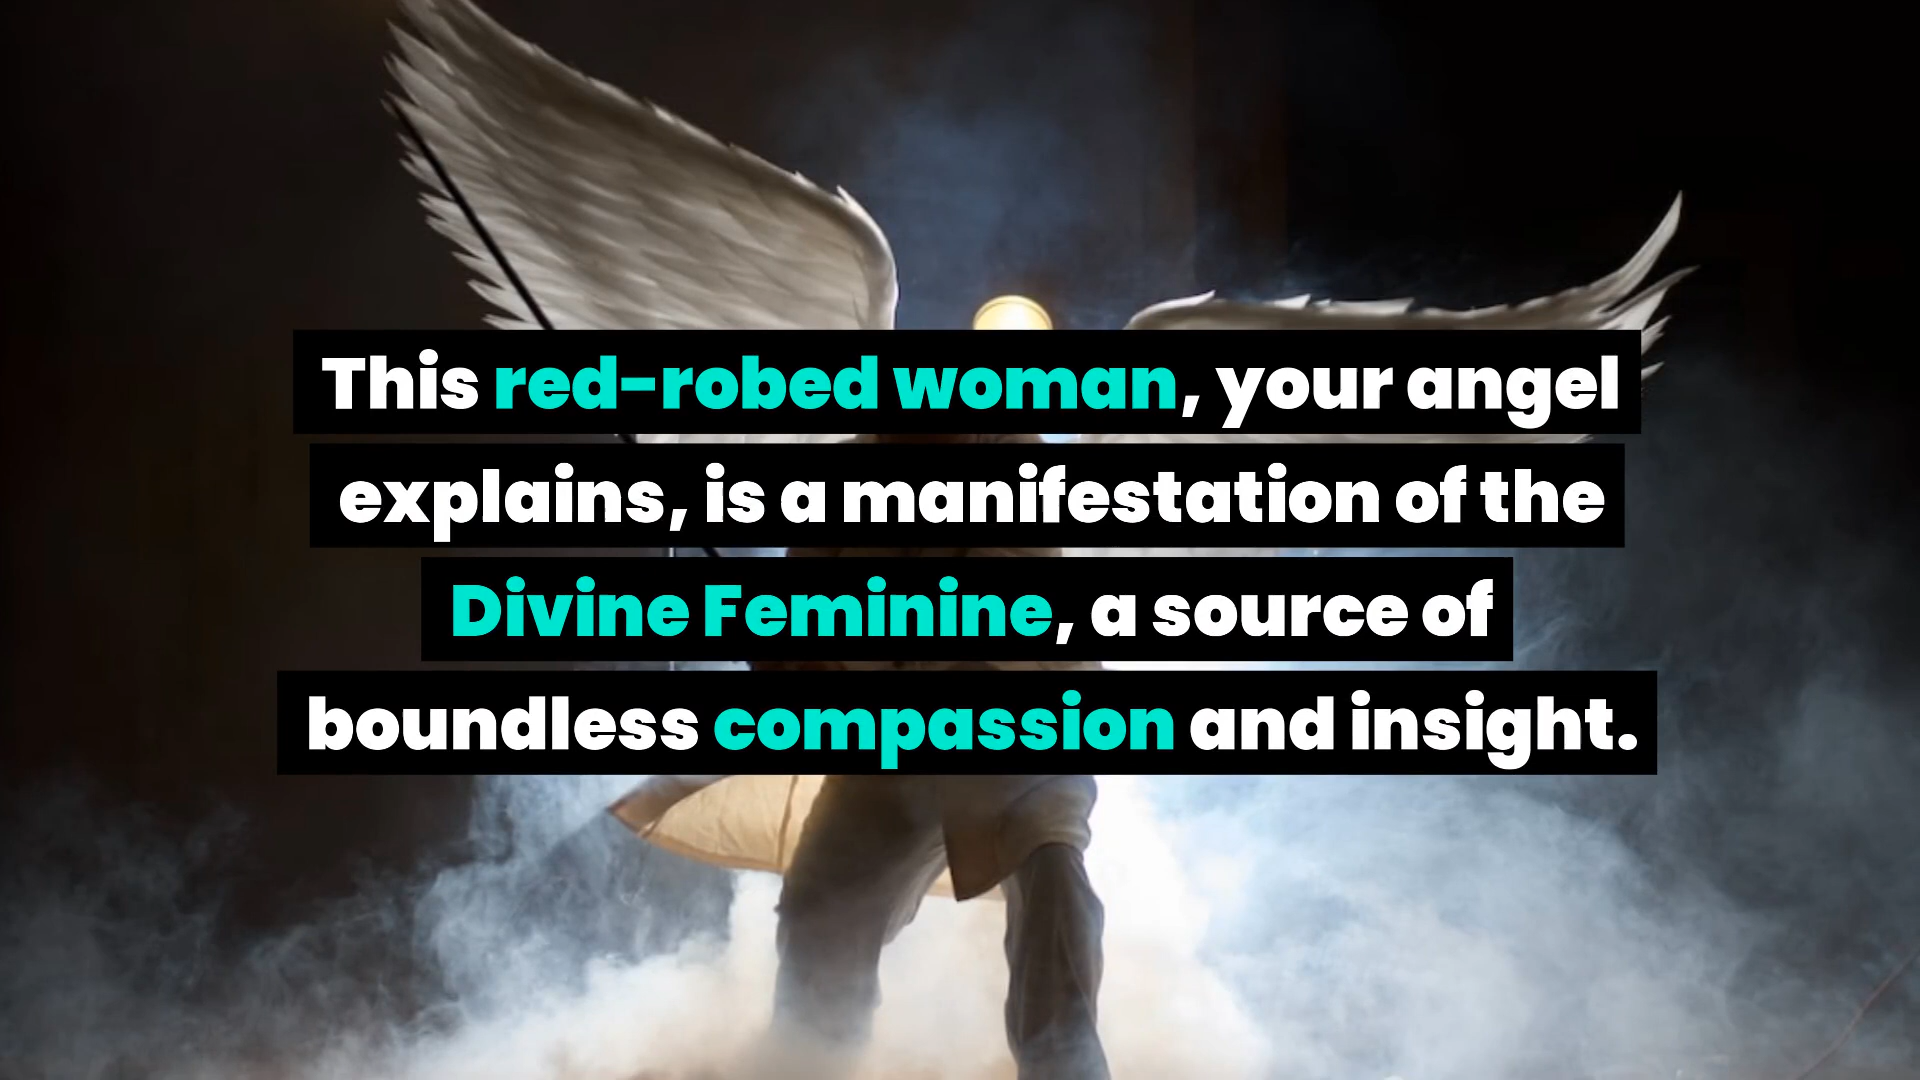 This red-robed woman, your angel
explains, is a manifestation of the
Divine Feminine, a source of
boundless compassion and insight.